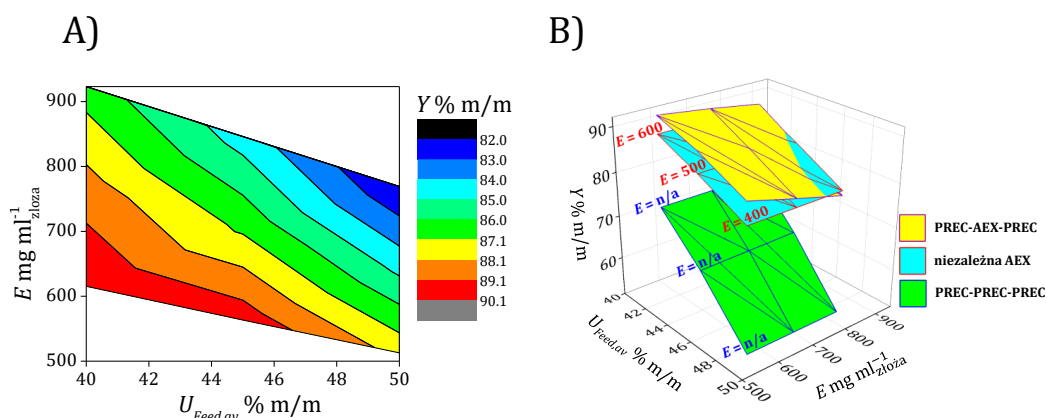 A)
B)
E mg ml⁻¹złoża
900
800
700
600
500
40
42
44
46
48
50
U Feed,av % m/m
Y % m/m
82.0
83.0
84.0
85.0
86.0
87.1
88.1
89.1
90.1
Y % m/m
90
80
70
60
E = 600
E = 500
E = 400
E = n/a
E = n/a
E = n/a
40
42
44
46
48
50
U Feed,av % m/m
500
600
700
800
900
E mg ml⁻¹złoża
PREC-AEX-PREC
niezależna AEX
PREC-PREC-PREC